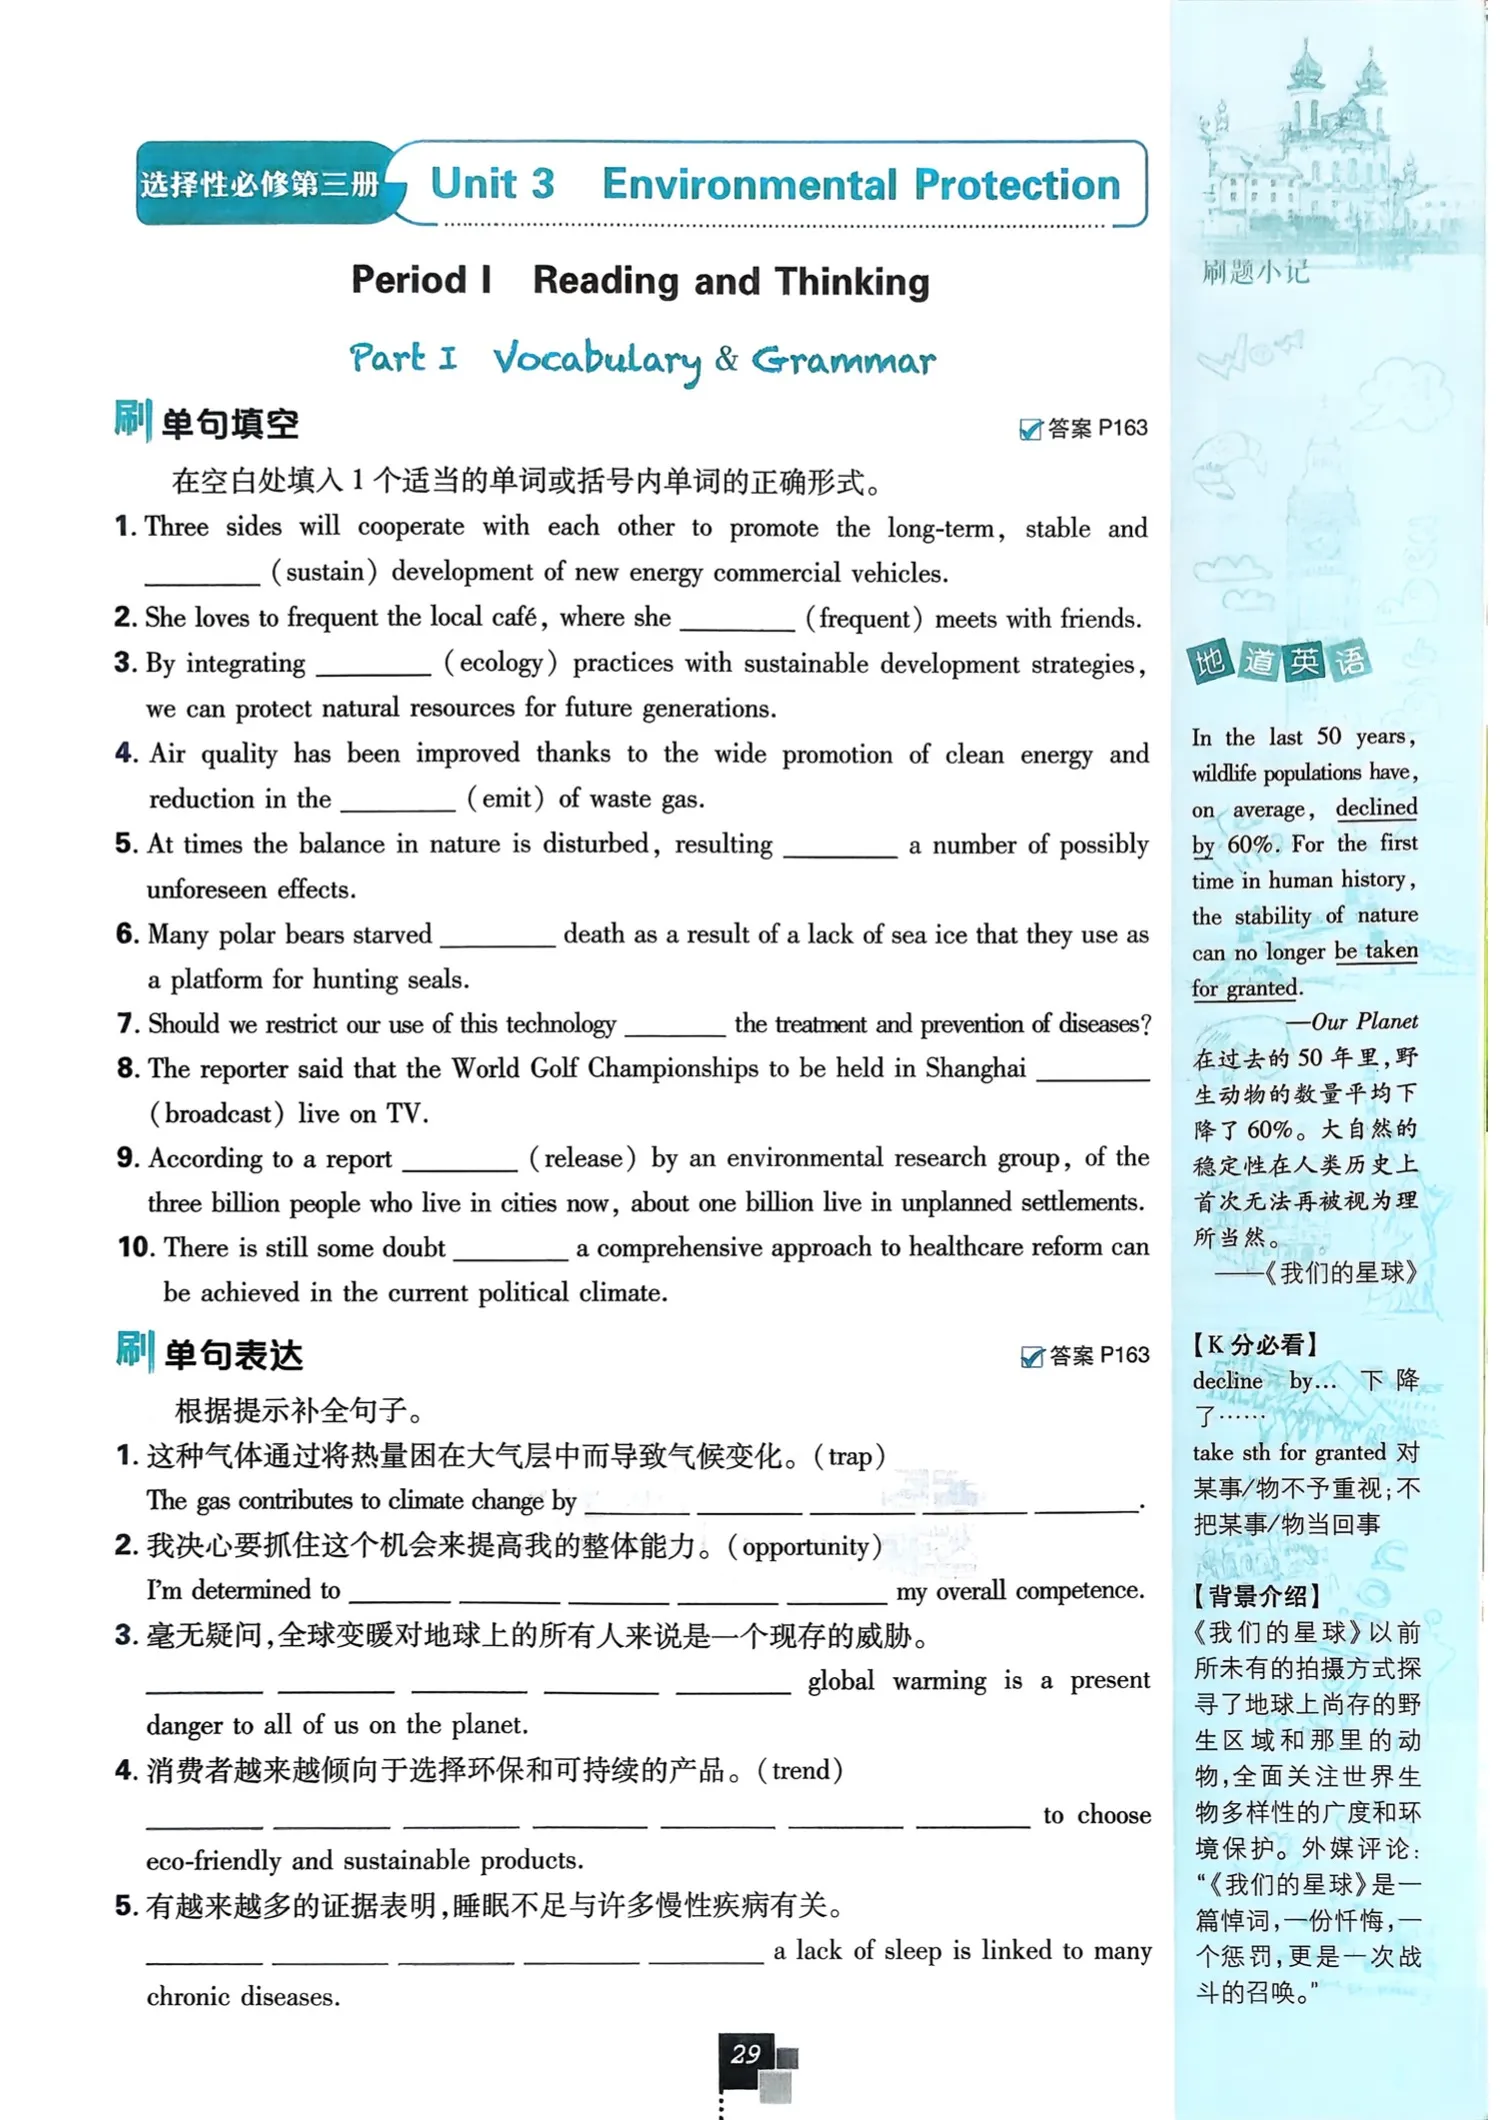 选择性必修第三册 Unit 3 Environmental Protection
Period I Reading and Thinking
Part I Vocabulary & Grammar
刷 单句填空 答案 P163
在空白处填入 1 个适当的单词或括号内单词的正确形式。
1. Three sides will cooperate with each other to promote the long-term, stable and
________ (sustain) development of new energy commercial vehicles.
2. She loves to frequent the local café, where she ________ (frequent) meets with friends.
3. By integrating ________ (ecology) practices with sustainable development strategies,
we can protect natural resources for future generations.
4. Air quality has been improved thanks to the wide promotion of clean energy and
reduction in the ________ (emit) of waste gas.
5. At times the balance in nature is disturbed, resulting ________ a number of possibly
unforeseen effects.
6. Many polar bears starved ________ death as a result of a lack of sea ice that they use as
a platform for hunting seals.
7. Should we restrict our use of this technology ________ the treatment and prevention of diseases?
8. The reporter said that the World Golf Championships to be held in Shanghai ________
(broadcast) live on TV.
9. According to a report ________ (release) by an environmental research group, of the
three billion people who live in cities now, about one billion live in unplanned settlements.
10. There is still some doubt ________ a comprehensive approach to healthcare reform can
be achieved in the current political climate.
刷 单句表达 答案 P163
根据提示补全句子。
1. 这种气体通过将热量困在大气层中而导致气候变化。(trap)
The gas contributes to climate change by ________ ________ ________ ________ ________.
2. 我决心要抓住这个机会来提高我的整体能力。(opportunity)
I'm determined to ________ ________ ________ ________ ________ my overall competence.
3. 毫无疑问,全球变暖对地球上的所有人来说是一个现存的威胁。
________ ________ ________ ________ ________ global warming is a present
danger to all of us on the planet.
4. 消费者越来越倾向于选择环保和可持续的产品。(trend)
________ ________ ________ ________ ________ ________ ________ to choose
eco-friendly and sustainable products.
5. 有越来越多的证据表明,睡眠不足与许多慢性疾病有关。
________ ________ ________ ________ ________ a lack of sleep is linked to many
chronic diseases.
29
刷题小记
地道英语
In the last 50 years,
wildlife populations have,
on average, declined
by 60%. For the first
time in human history,
the stability of nature
can no longer be taken
for granted.
—Our Planet
在过去的 50 年里,野
生动物的数量平均下
降了 60%。大自然的
稳定性在人类历史上
首次无法再被视为理
所当然。
——《我们的星球》
【K 分必看】
decline by... 下降
了……
take sth for granted 对
某事/物不予重视;不
把某事/物当回事
【背景介绍】
《我们的星球》以前
所未有的拍摄方式探
寻了地球上尚存的野
生区域和那里的动
物,全面关注世界生
物多样性的广度和环
境保护。外媒评论:
“《我们的星球》是一
篇悼词,一份忏悔,一
个惩罚,更是一次战
斗的召唤。”